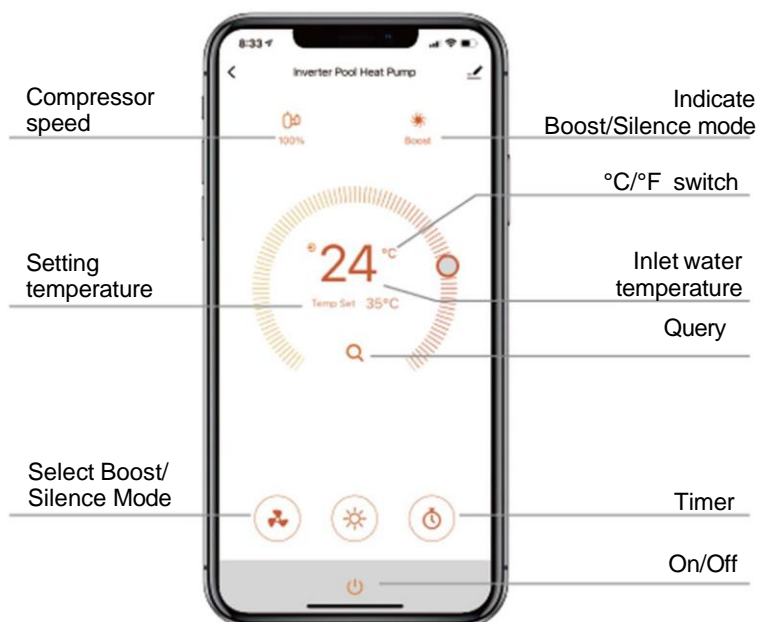 8:33
Inverter Pool Heat Pump
Compressor
speed
100%
Boost
Indicate
Boost/Silence mode
°C/°F switch
24 °C
Setting
temperature
Inlet water
temperature
Temp Set 35°C
Query
Select Boost/
Silence Mode
Timer
On/Off